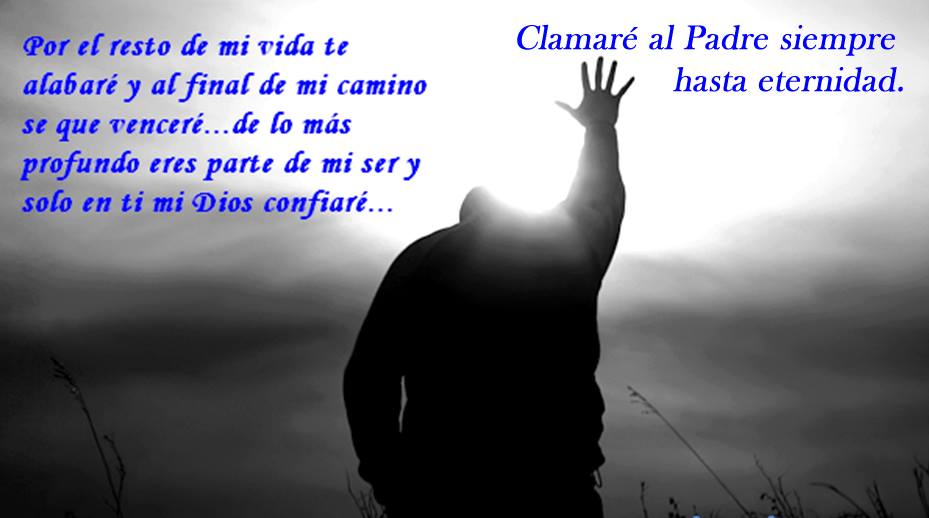 Por el resto de mi vida te
alabaré y al final de mi camino
se que venceré...de lo más
profundo eres parte de mi ser y
solo en ti mi Dios confiaré...
Clamaré al Padre siempre
hasta eternidad.